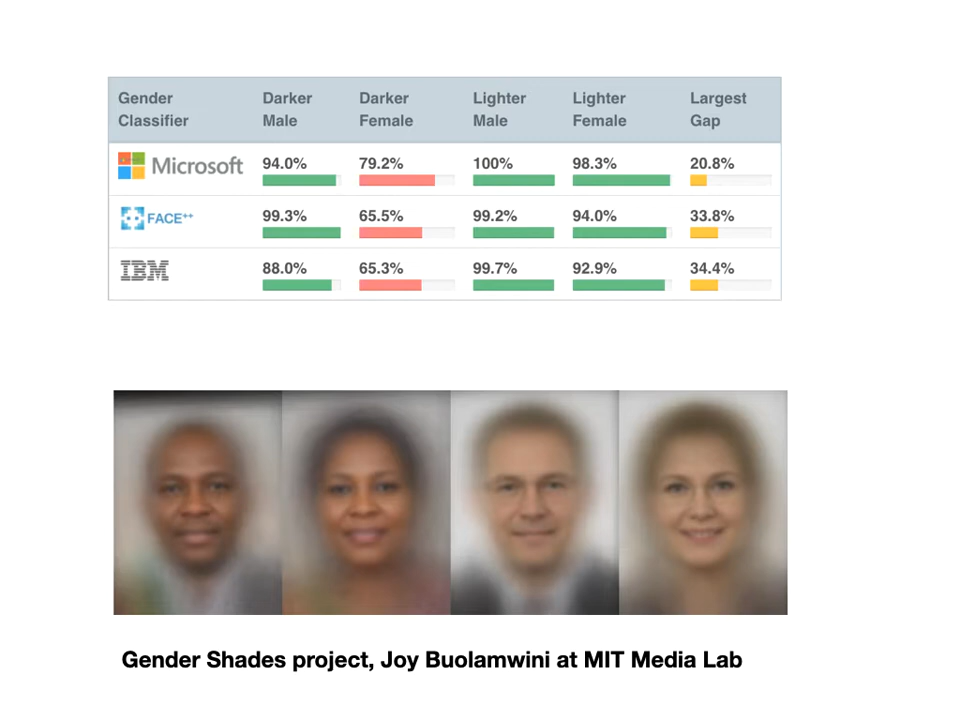 Gender Classifier Darker Male Darker Female Lighter Male Lighter Female Largest Gap
Microsoft 94.0% 79.2% 100% 98.3% 20.8%
FACE++ 99.3% 65.5% 99.2% 94.0% 33.8%
IBM 88.0% 65.3% 99.7% 92.9% 34.4%
Gender Shades project, Joy Buolamwini at MIT Media Lab